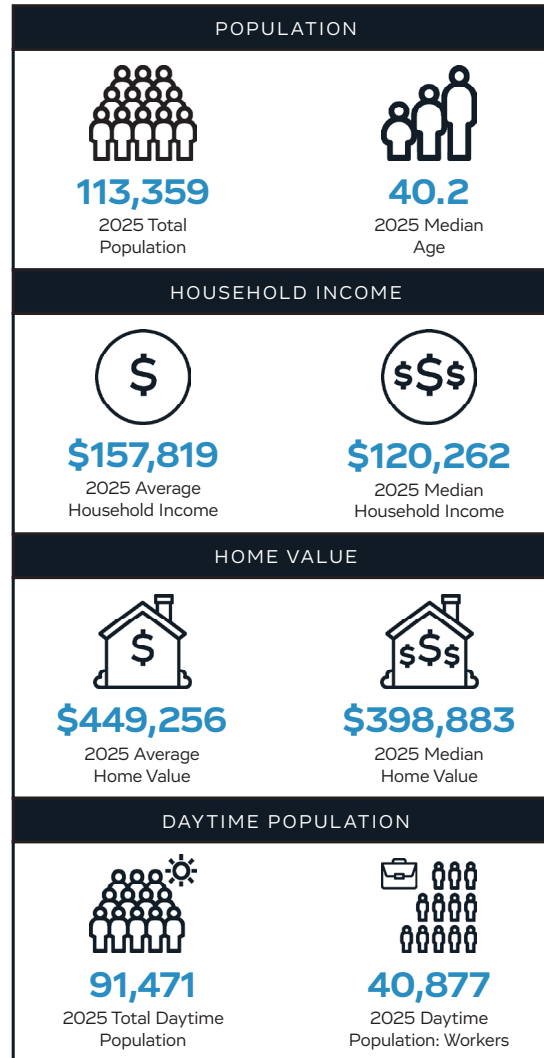 POPULATION
113,359
2025 Total
Population
40.2
2025 Median
Age
HOUSEHOLD INCOME
$
$157,819
2025 Average
Household Income
$$$
$120,262
2025 Median
Household Income
HOME VALUE
$
$449,256
2025 Average
Home Value
$$$
$398,883
2025 Median
Home Value
DAYTIME POPULATION
91,471
2025 Total Daytime
Population
40,877
2025 Daytime
Population: Workers